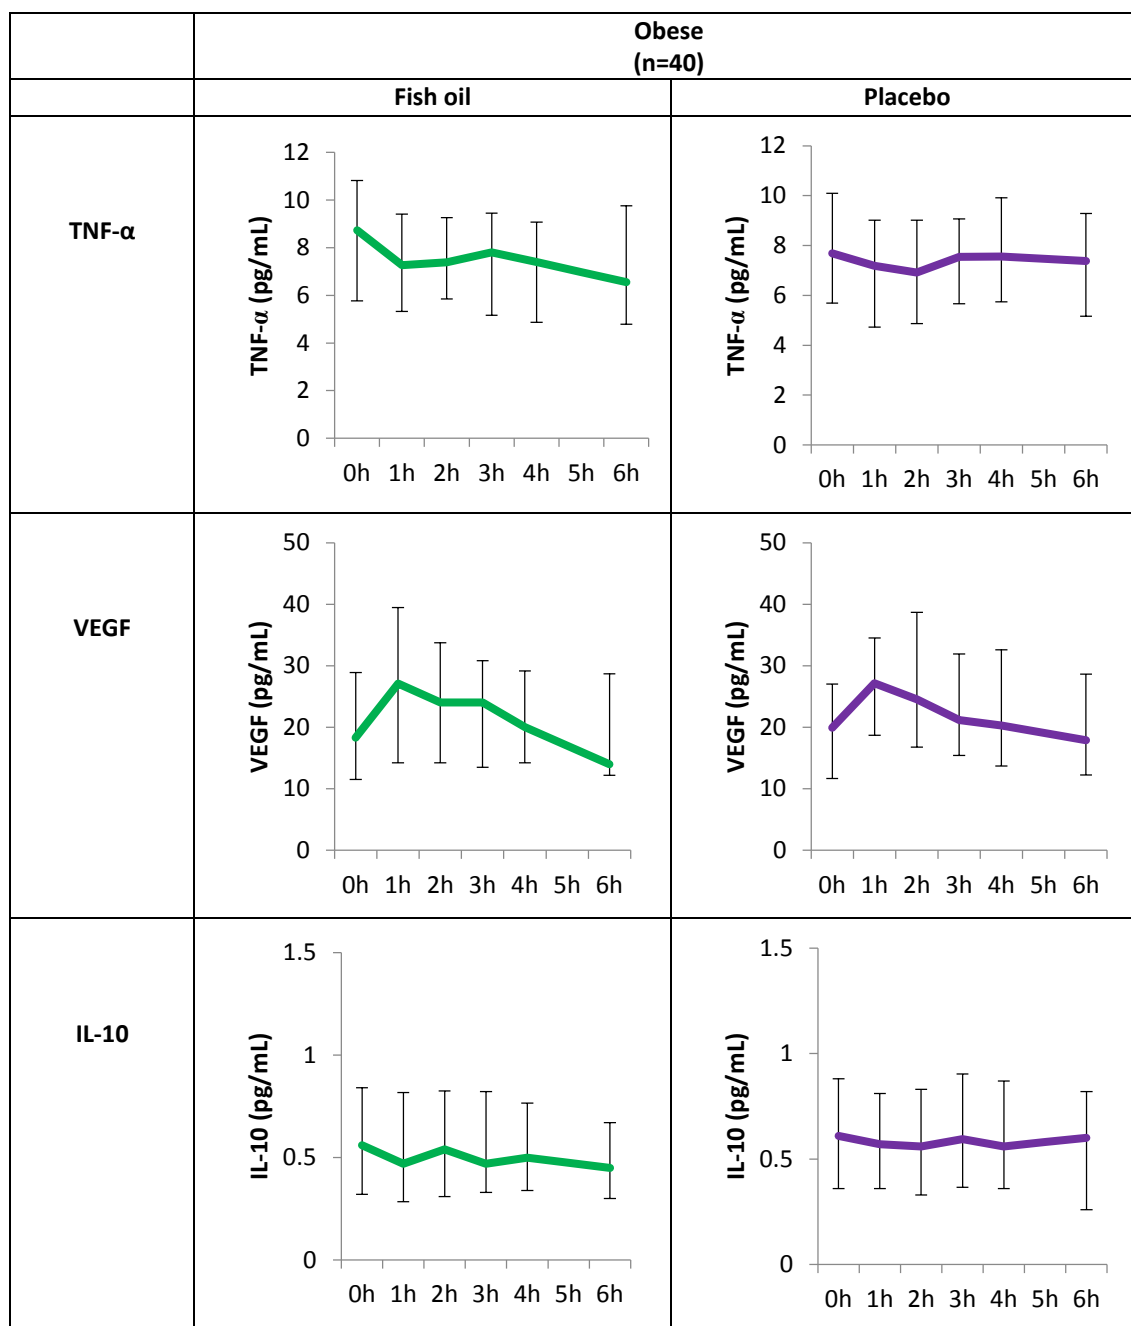 Obese
(n=40)
Fish oil
Placebo
TNF-α
TNF-α (pg/mL)
12
10
8
6
4
2
0
0h 1h 2h 3h 4h 5h 6h
TNF-α (pg/mL)
12
10
8
6
4
2
0
0h 1h 2h 3h 4h 5h 6h
VEGF
VEGF (pg/mL)
50
40
30
20
10
0
0h 1h 2h 3h 4h 5h 6h
VEGF (pg/mL)
50
40
30
20
10
0
0h 1h 2h 3h 4h 5h 6h
IL-10
IL-10 (pg/mL)
1.5
1
0.5
0
0h 1h 2h 3h 4h 5h 6h
IL-10 (pg/mL)
1.5
1
0.5
0
0h 1h 2h 3h 4h 5h 6h